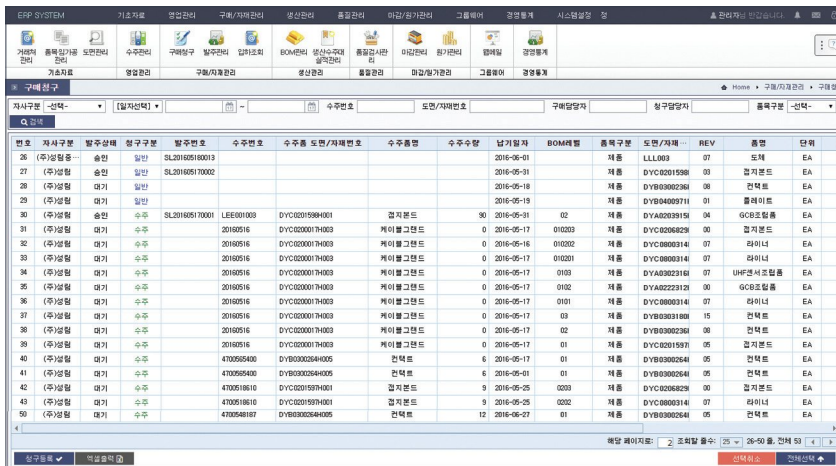 ERP SYSTEM 기초자료 영업관리 구매/자재관리 생산관리 품질관리 마감/원가관리 그룹웨어 경영통계 시스템설정 정 관리자님 반갑습니다.
거래처관리 품목임가공관리 도면관리 수주관리 구매청구 발주관리 입하조회 BOM관리 생산수주대실적관리 품질검사관리 마감관리 원가관리 웹메일 경영통계
기초자료 영업관리 구매/자재관리 생산관리 품질관리 마감/원가관리 그룹웨어 경영통계
구매청구 Home 구매/자재관리 구매청
자사구분 -선택- [일자선택] ~ 수주번호 도면/자재번호 구매담당자 청구담당자 품목구분 -선택-
검색
번호 자사구분 발주상태 청구구분 발주번호 수주번호 수주품 도면/자재번호 수주품명 수주수량 납기일자 BOM레벨 품목구분 도면/자재… REV 품명 단위
26 (주)성림중… 승인 일반 SL201605180013 2016-06-01 제품 LLL003 07 도체 EA
27 (주)성림 승인 일반 SL201605170002 2016-05-31 제품 DYC0201598 03 접지본드 EA
28 (주)성림 대기 일반 2016-05-18 제품 DYB0300236 08 컨택트 EA
29 (주)성림 대기 일반 2016-05-19 제품 DYB0400971 01 플레이트 EA
30 (주)성림 승인 수주 SL201605170001 LEE001003 DYC0201598H001 접지본드 90 2016-05-31 02 제품 DYA0203915 04 GCB조립품 EA
31 (주)성림 대기 수주 20160516 DYC0200017H003 케이블그랜드 0 2016-05-17 010203 제품 DYC0206829 00 접지본드 EA
32 (주)성림 대기 수주 20160516 DYC0200017H003 케이블그랜드 0 2016-05-16 010202 제품 DYC0800314 07 라이너 EA
33 (주)성림 대기 수주 20160516 DYC0200017H003 케이블그랜드 0 2016-05-17 010201 제품 DYC0800314 07 라이너 EA
34 (주)성림 대기 수주 20160516 DYC0200017H003 케이블그랜드 0 2016-05-17 0103 제품 DYA0302316 07 UHF센서조립품 EA
35 (주)성림 대기 수주 20160516 DYC0200017H003 케이블그랜드 0 2016-05-17 0102 제품 DYA0222312 00 GCB조립품 EA
36 (주)성림 대기 수주 20160516 DYC0200017H003 케이블그랜드 0 2016-05-17 0101 제품 DYC0800314 07 라이너 EA
37 (주)성림 대기 수주 20160516 DYC0200017H003 케이블그랜드 0 2016-05-17 03 제품 DYB0303180 15 컨택트 EA
38 (주)성림 대기 수주 20160516 DYC0200017H003 케이블그랜드 0 2016-05-17 02 제품 DYB0300236 08 컨택트 EA
39 (주)성림 대기 수주 20160516 DYC0200017H003 케이블그랜드 0 2016-05-17 01 제품 DYC0201597 05 접지본드 EA
40 (주)성림 대기 수주 4700565400 DYB0300264H005 컨택트 6 2016-05-17 01 제품 DYB0300264 05 컨택트 EA
41 (주)성림 대기 수주 4700565400 DYB0300264H005 컨택트 6 2016-05-01 01 제품 DYB0300264 05 컨택트 EA
42 (주)성림 대기 수주 4700518610 DYC0201597H001 접지본드 9 2016-05-25 0203 제품 DYC0206829 00 접지본드 EA
43 (주)성림 대기 수주 4700518610 DYC0201597H001 접지본드 9 2016-05-25 0202 제품 DYC0800314 07 라이너 EA
50 (주)성림 대기 수주 4700548187 DYB0300264H005 컨택트 12 2016-06-27 01 제품 DYB0300264 05 컨택트 EA
해당 페이지로: 2 조회할 줄수: 25 26-50 줄, 전체 53
청구등록 엑셀출력 선택취소 전체선택